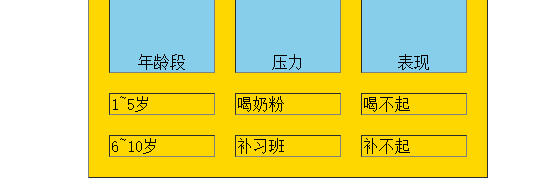 年龄段 压力 表现
1~5岁 喝奶粉 喝不起
6~10岁 补习班 补不起